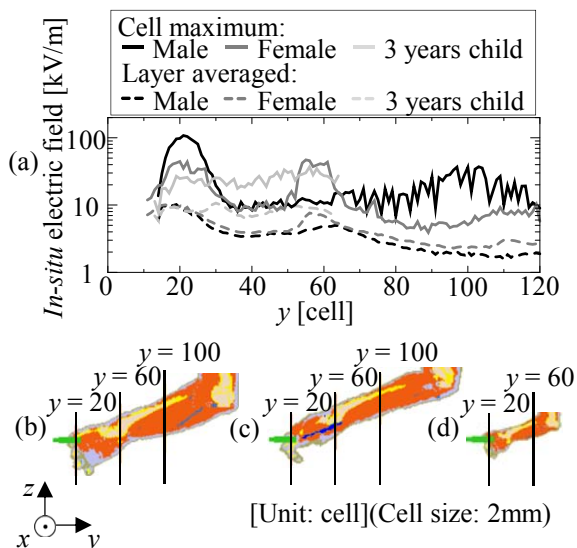 Cell maximum:
Male Female 3 years child
Layer averaged:
Male Female 3 years child
(a)
In-situ electric field [kV/m]
100
10
1
0 20 40 60 80 100 120
y [cell]
(b)
y = 20
y = 60
y = 100
(c)
y = 20
y = 60
y = 100
(d)
y = 20
y = 60
z
x
y
[Unit: cell](Cell size: 2mm)